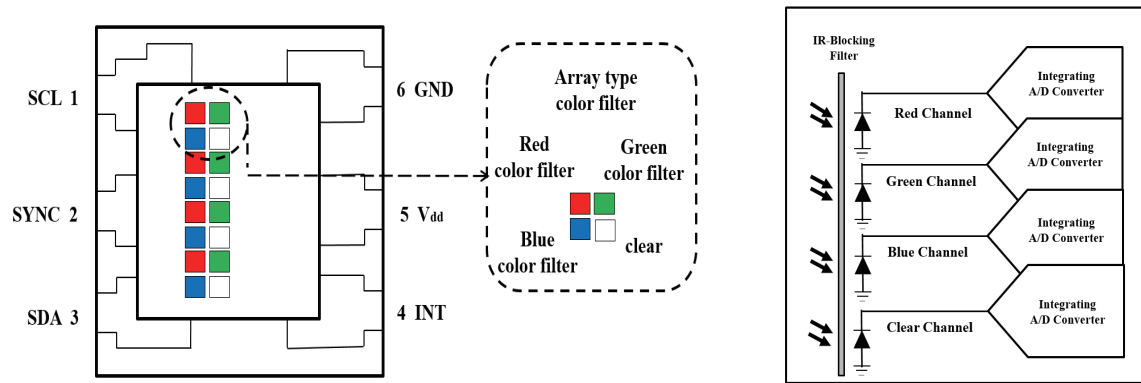 SCL 1
SYNC 2
SDA 3
6 GND
5 Vdd
4 INT
Array type
color filter
Red
color filter
Green
color filter
Blue
color filter
clear
IR-Blocking
Filter
Red Channel
Green Channel
Blue Channel
Clear Channel
Integrating
A/D Converter
Integrating
A/D Converter
Integrating
A/D Converter
Integrating
A/D Converter